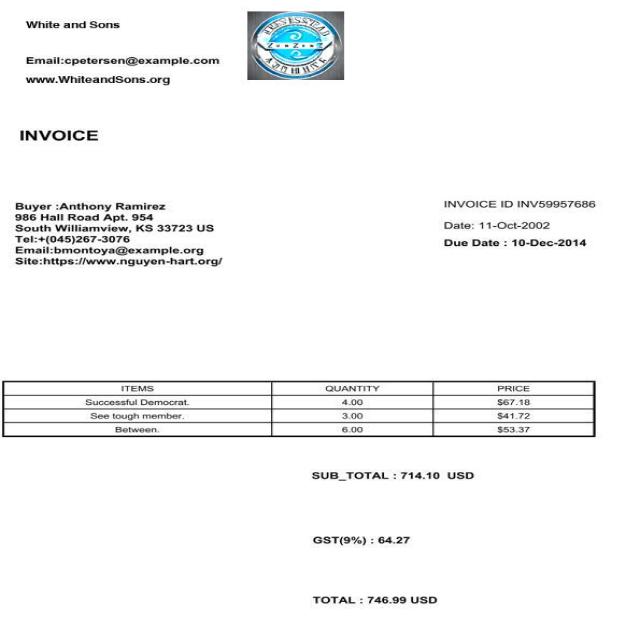 White and Sons
Email:cpetersen@example.com
www.WhiteandSons.org
INVOICE
Buyer :Anthony Ramirez
986 Hall Road Apt. 954
South Williamview, KS 33723 US
Tel:+(045)267-3076
Email:bmontoya@example.org
Site:https://www.nguyen-hart.org/
INVOICE ID INV59957686
Date: 11-Oct-2002
Due Date : 10-Dec-2014
ITEMS QUANTITY PRICE
Successful Democrat. 4.00 $67.18
See tough member. 3.00 $41.72
Between. 6.00 $53.37
SUB_TOTAL : 714.10 USD
GST(9%) : 64.27
TOTAL : 746.99 USD